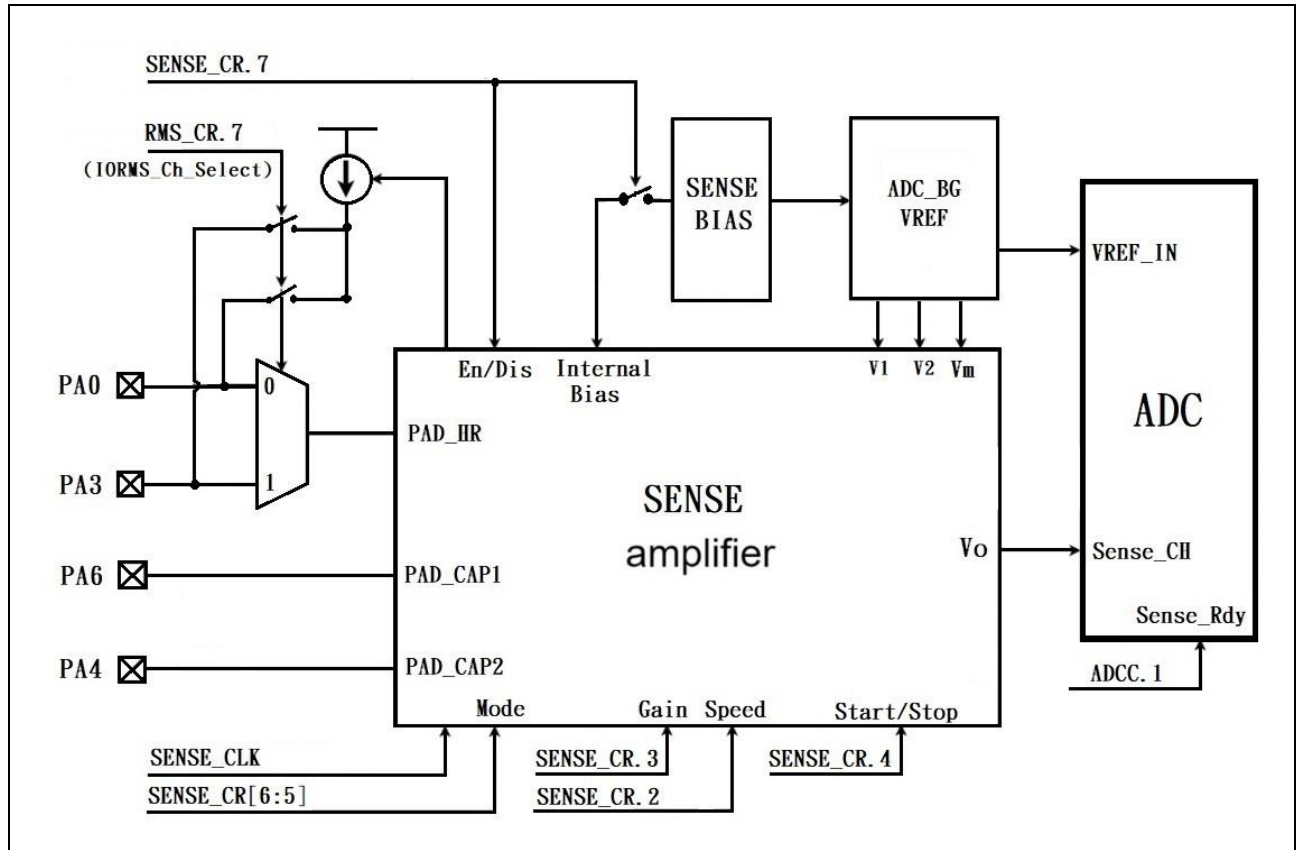 SENSE_CR.7
RMS_CR.7
(IORMS_Ch_Select)
SENSE
BIAS
ADC_BG
VREF
VREF_IN
ADC
En/Dis
Internal
Bias
V1
V2
Vm
PA0
0
PAD_IIR
PA3
1
SENSE
amplifier
Vo
Sense_CH
PA6
PAD_CAP1
Sense_Rdy
PA4
PAD_CAP2
ADCC.1
Mode
Gain
Speed
Start/Stop
SENSE_CLK
SENSE_CR.3
SENSE_CR.4
SENSE_CR[6:5]
SENSE_CR.2